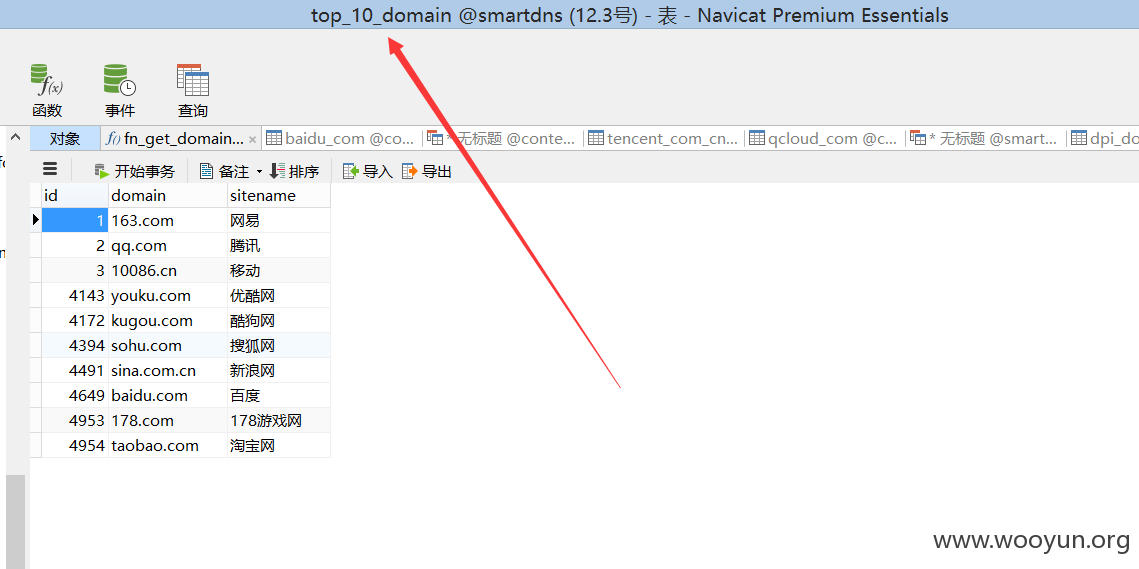 top_10_domain @smartdns (12.3号) - 表 - Navicat Premium Essentials
函数 事件 查询
对象 fn_get_domain... × baidu_com @co... * 无标题 @conte... tencent_com_cn... qcloud_com @c... * 无标题 @smart... dpi_do
开始事务 备注 排序 导入 导出
id domain sitename
1 163.com 网易
2 qq.com 腾讯
3 10086.cn 移动
4143 youku.com 优酷网
4172 kugou.com 酷狗网
4394 sohu.com 搜狐网
4491 sina.com.cn 新浪网
4649 baidu.com 百度
4953 178.com 178游戏网
4954 taobao.com 淘宝网
www.wooyun.org